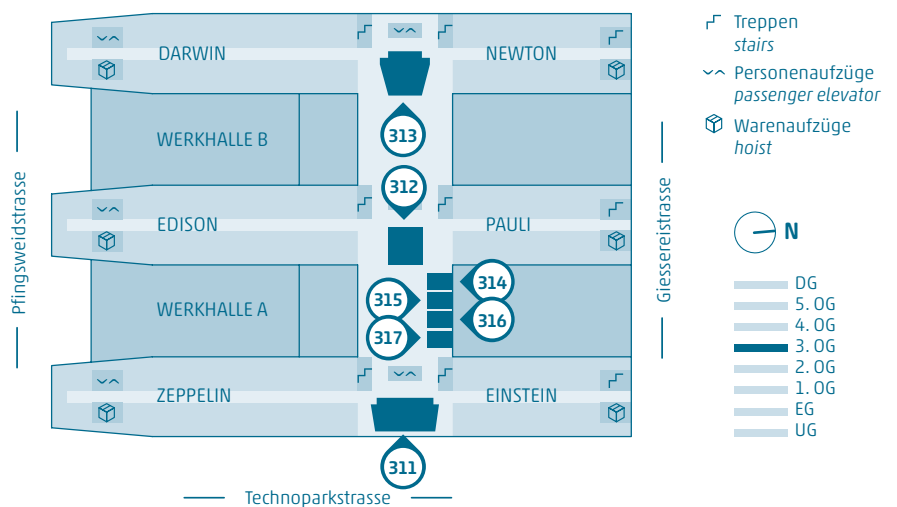 DARWIN
NEWTON
313
WERKHALLE B
312
EDISON
PAULI
314
315
316
317
WERKHALLE A
ZEPPELIN
EINSTEIN
311
Pfingsweidstrasse
Giessereistrasse
Technoparkstrasse
Treppen
stairs
Personenaufzüge
passenger elevator
Warenaufzüge
hoist
N
DG
5. OG
4. OG
3. OG
2. OG
1. OG
EG
UG